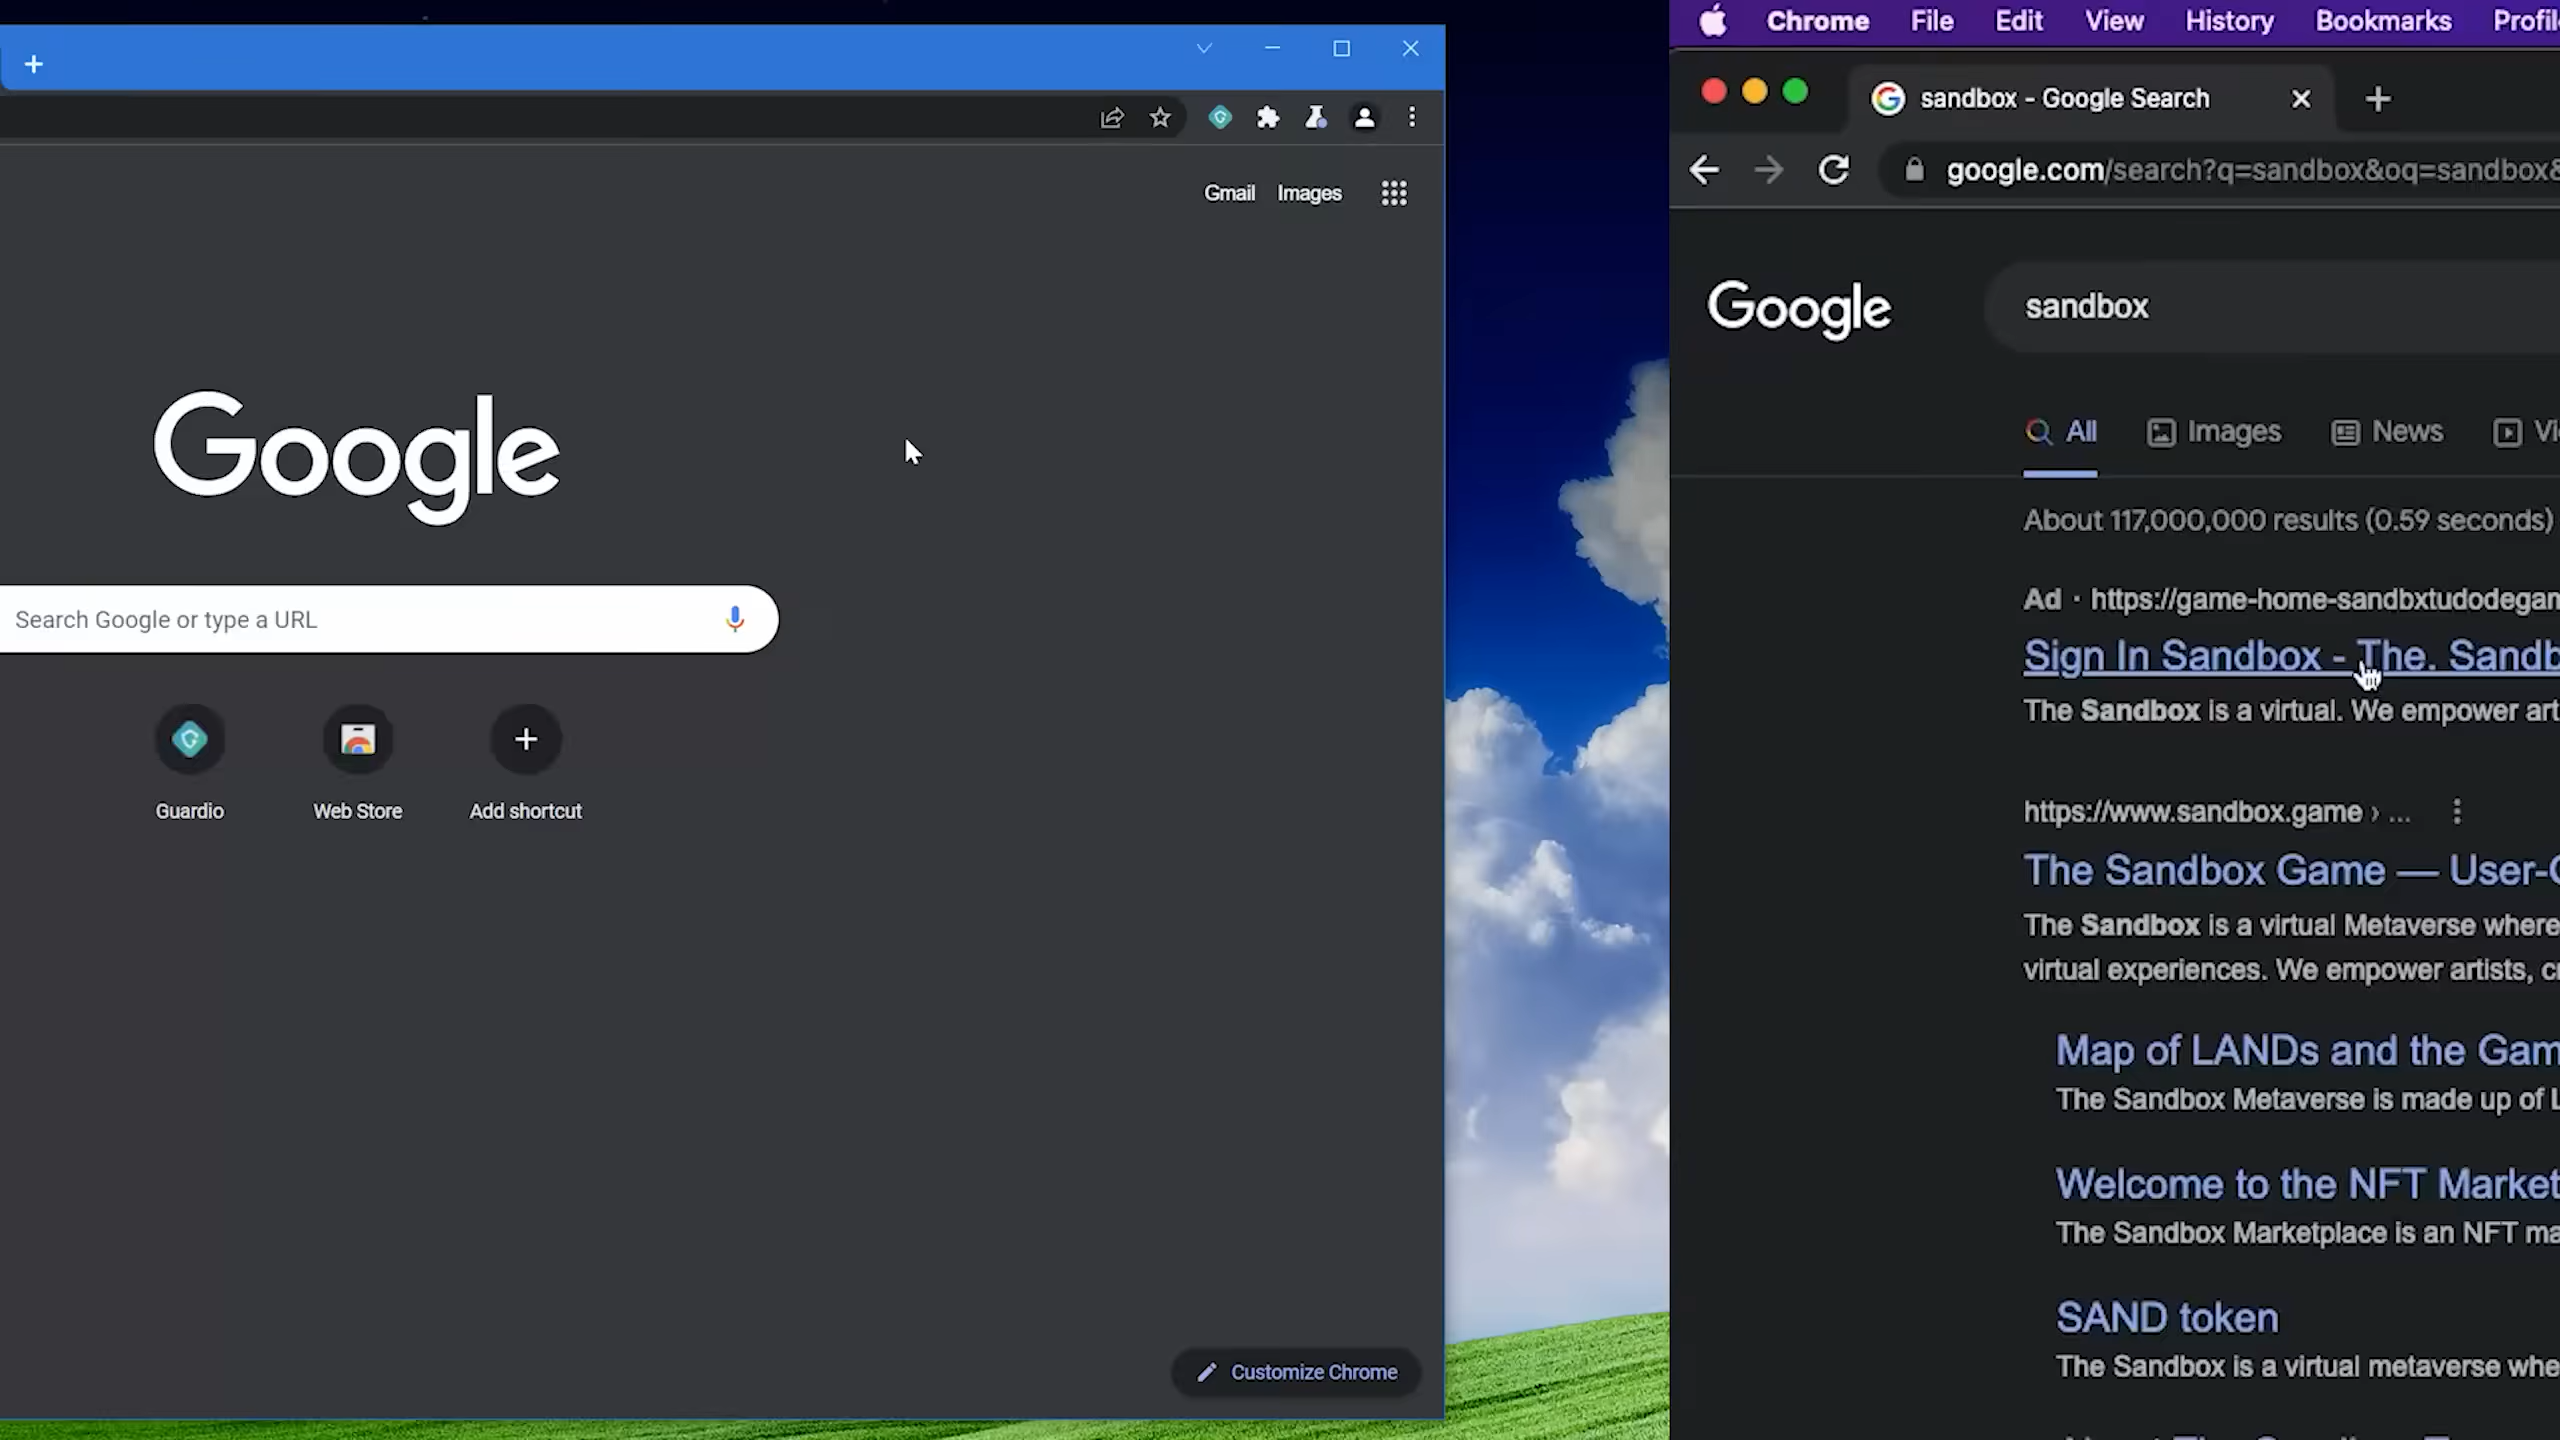 Gmail Images
Google
Search Google or type a URL
Guardio
Web Store
Add shortcut
Customize Chrome
Chrome File Edit View History Bookmarks
sandbox - Google Search
google.com/search?q=sandbox&oq=sandbox&
Google
sandbox
All Images News
About 117,000,000 results (0.59 seconds)
Ad · https://game-home-sandbxtudodegam
Sign In Sandbox - The. Sandb
The Sandbox is a virtual. We empower art
https://www.sandbox.game › ...
The Sandbox Game — User-
The Sandbox is a virtual Metaverse where
virtual experiences. We empower artists,
Map of LANDs and the Gam
The Sandbox Metaverse is made up of
Welcome to the NFT Market
The Sandbox Marketplace is an NFT ma
SAND token
The Sandbox is a virtual metaverse whe